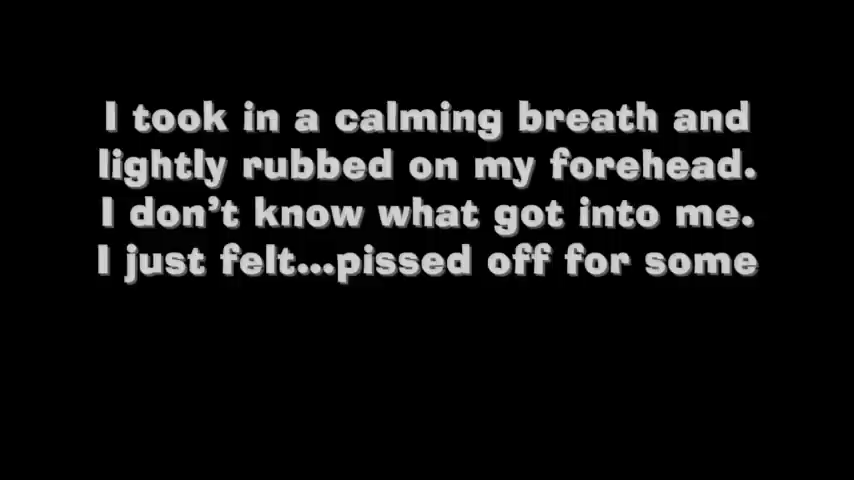 I took in a calming breath and
lightly rubbed on my forehead.
I don’t know what got into me.
I just felt...pissed off for some